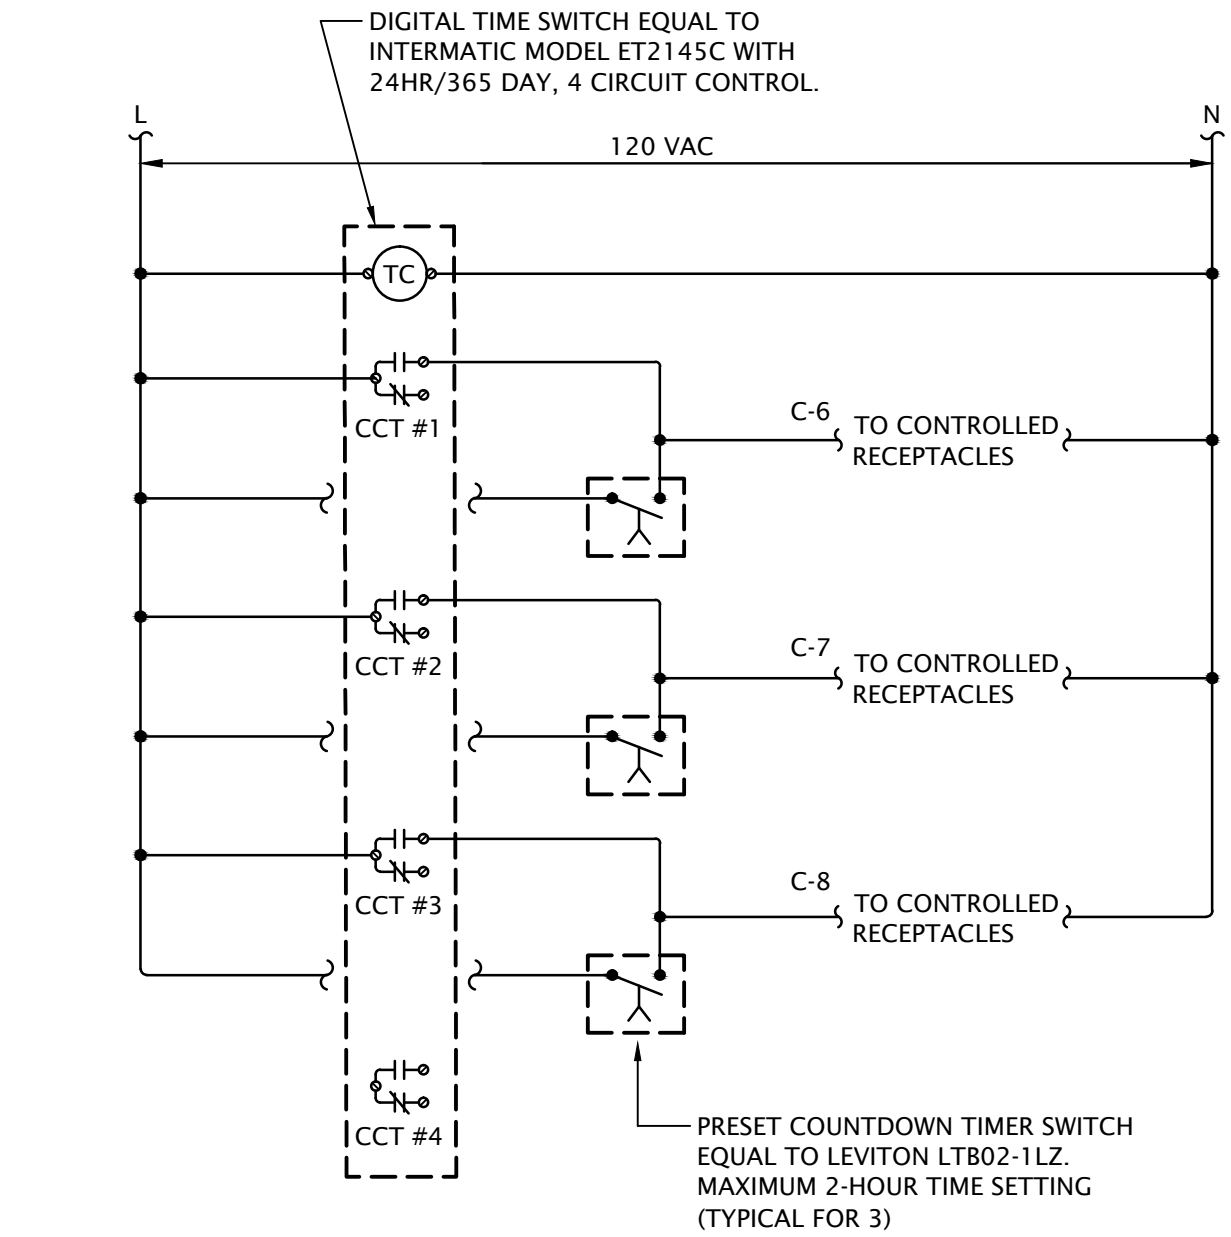 DIGITAL TIME SWITCH EQUAL TO
INTERMATIC MODEL ET2145C WITH
24HR/365 DAY, 4 CIRCUIT CONTROL.
L
N
120 VAC
TC
CCT #1
C-6
TO CONTROLLED
RECEPTACLES
CCT #2
C-7
TO CONTROLLED
RECEPTACLES
CCT #3
C-8
TO CONTROLLED
RECEPTACLES
CCT #4
PRESET COUNTDOWN TIMER SWITCH
EQUAL TO LEVITON LTB02-1LZ.
MAXIMUM 2-HOUR TIME SETTING
(TYPICAL FOR 3)